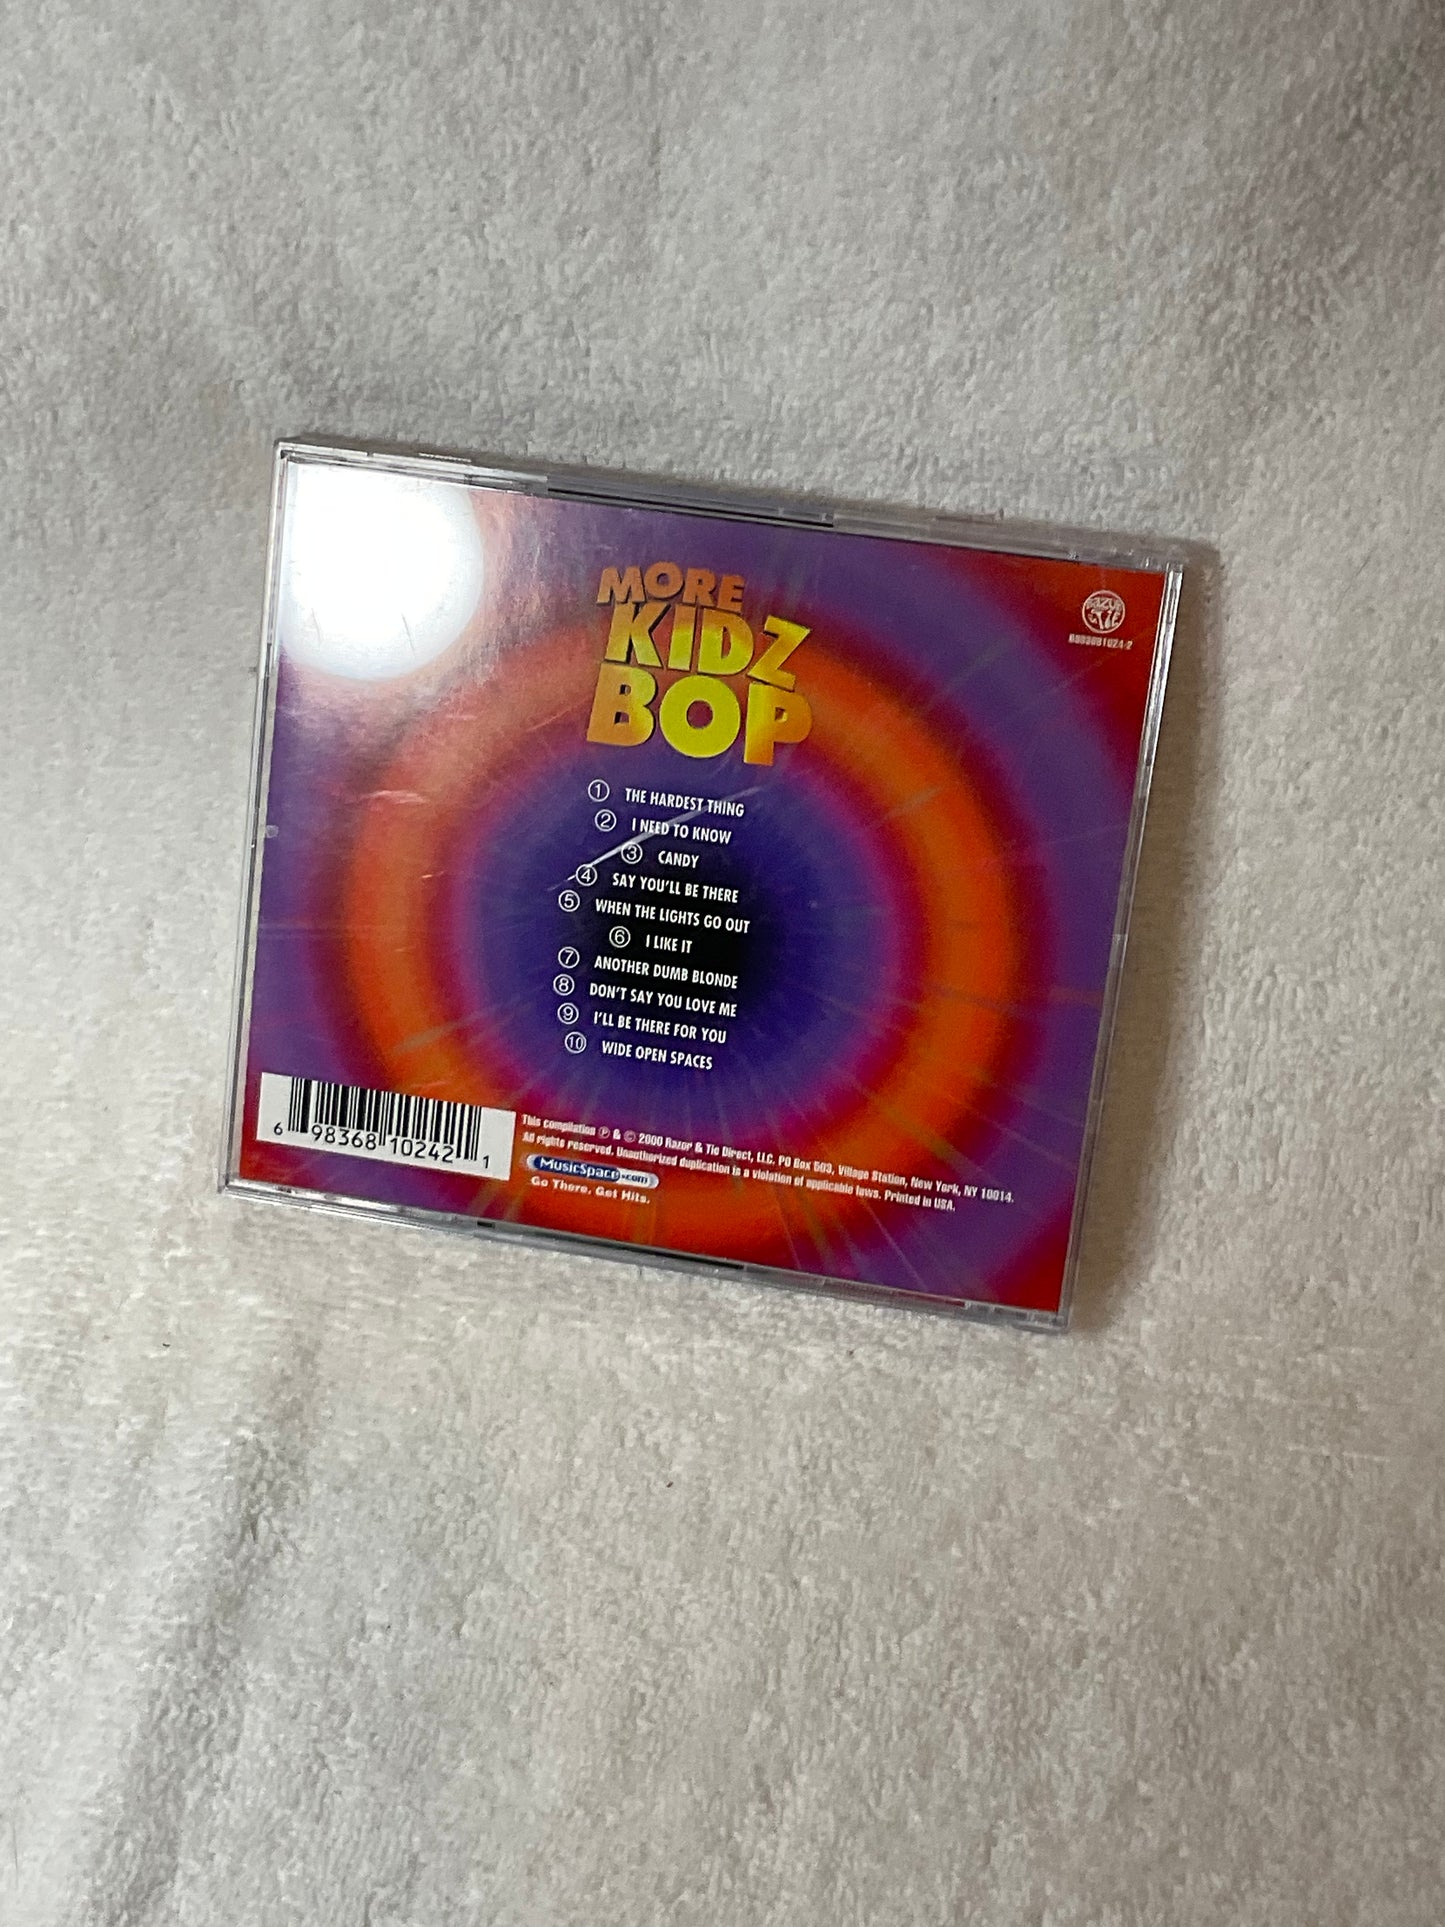 MORE
KIDZ
BOP
RAZOR
& TIE
1 THE HARDEST THING
2 I NEED TO KNOW
3 CANDY
4 SAY YOU'LL BE THERE
5 WHEN THE LIGHTS GO OUT
6 I LIKE IT
7 ANOTHER DUMB BLONDE
8 DON'T SAY YOU LOVE ME
9 I'LL BE THERE FOR YOU
10 WIDE OPEN SPACES
6 98368 10242 1
This compilation ℗ & © 2000 Razor & Tie Direct, LLC. PO Box 503, Village Station, New York, NY 10014.
All rights reserved. Unauthorized duplication is a violation of applicable laws. Printed in USA.
MusicSpace.com
Go There. Get Hits.